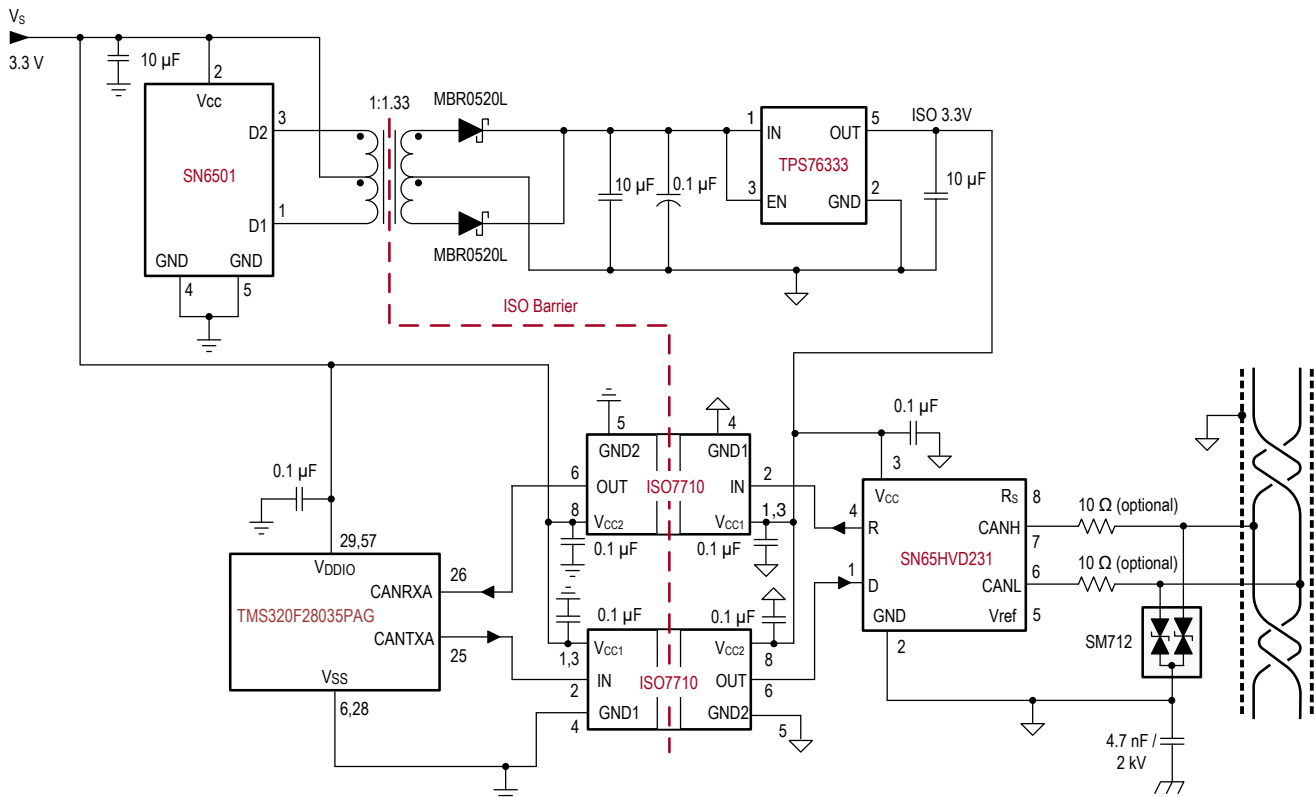 VS
3.3 V
10 µF
2
Vcc
D2
3
SN6501
D1
1
GND
GND
4
5
1:1.33
MBR0520L
MBR0520L
10 µF
0.1 µF
1
IN
OUT
5
TPS76333
3
EN
GND
2
ISO 3.3V
10 µF
ISO Barrier
5
GND2
4
GND1
6
OUT
ISO7710
IN
2
8
VCC2
VCC1
1,3
0.1 µF
0.1 µF
0.1 µF
29,57
VDDIO
CANRXA
26
TMS320F28035PAG
CANTXA
25
VSS
6,28
0.1 µF
0.1 µF
1,3
VCC1
VCC2
8
2
IN
ISO7710
OUT
6
4
GND1
GND2
5
0.1 µF
3
VCC
RS
8
4
R
CANH
7
SN65HVD231
1
D
CANL
6
GND
Vref
5
2
10 Ω (optional)
10 Ω (optional)
SM712
4.7 nF /
2 kV